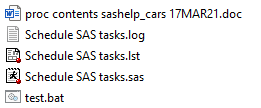 proc contents sashelp_cars 17MAR21.doc
Schedule SAS tasks.log
Schedule SAS tasks.lst
Schedule SAS tasks.sas
test.bat